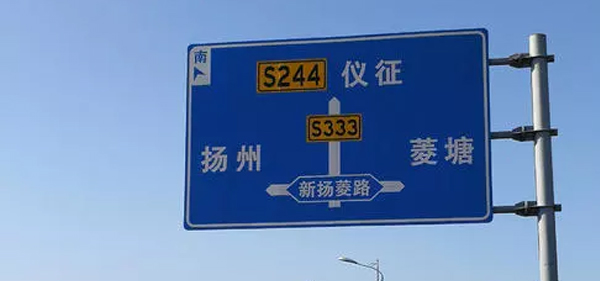 南
S244 仪征
S333
扬州 菱塘
新扬菱路